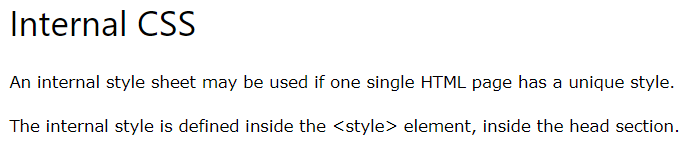 Internal CSS
An internal style sheet may be used if one single HTML page has a unique style.
The internal style is defined inside the <style> element, inside the head section.